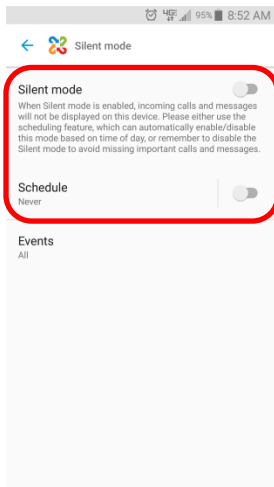 4G 95% 8:52 AM
Silent mode
Silent mode
When Silent mode is enabled, incoming calls and messages
will not be displayed on this device. Please either use the
scheduling feature, which can automatically enable/disable
this mode based on time of day, or remember to disable the
Silent mode to avoid missing important calls and messages.
Schedule
Never
Events
All